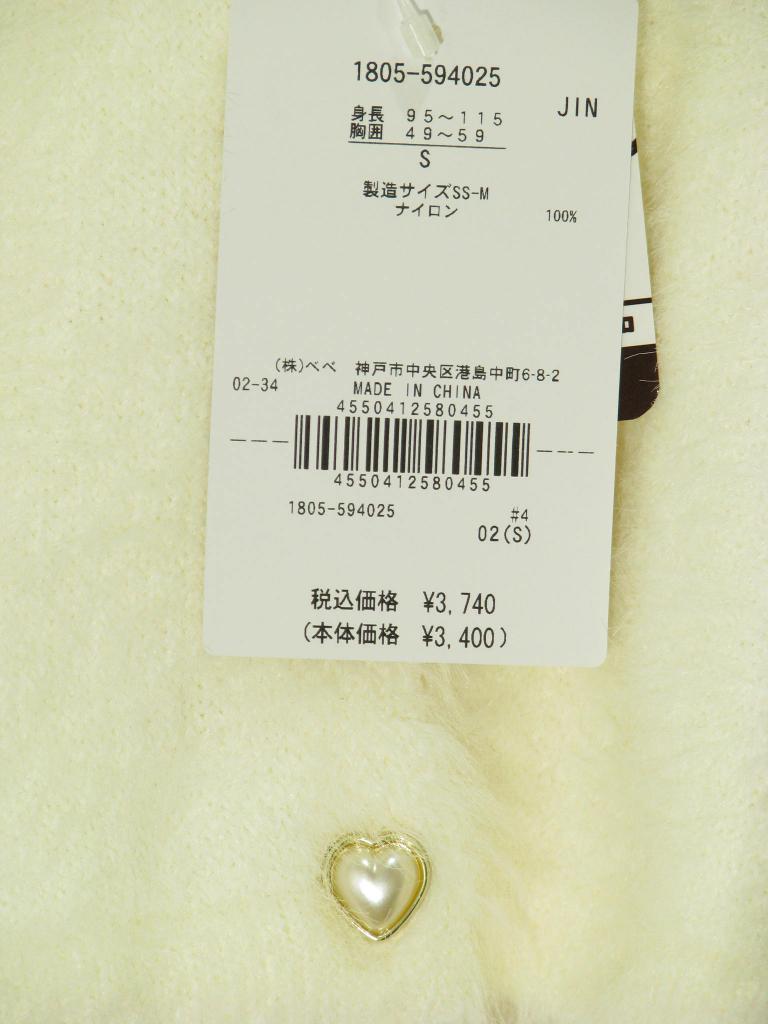 1805-594025
JIN
身長 95〜115
胸囲 49〜59
S
製造サイズSS-M
ナイロン 100%
(株)べべ 神戸市中央区港島中町6-8-2
02-34 MADE IN CHINA
4550412580455
4550412580455
1805-594025 #4
02(S)
税込価格 ¥3,740
(本体価格 ¥3,400)